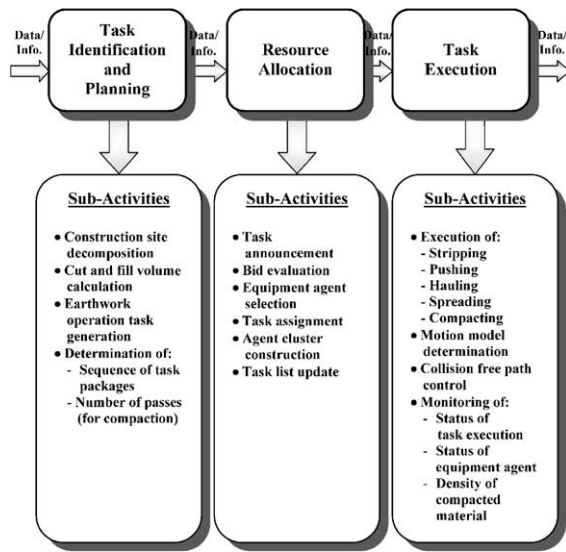 Data/
Info.
Task
Identification
and
Planning
Data/
Info.
Resource
Allocation
Data/
Info.
Task
Execution
Data/
Info.
Sub-Activities
• Construction site
decomposition
• Cut and fill volume
calculation
• Earthwork
operation task
generation
• Determination of:
- Sequence of task
packages
- Number of passes
(for compaction)
Sub-Activities
• Task
announcement
• Bid evaluation
• Equipment agent
selection
• Task assignment
• Agent cluster
construction
• Task list update
Sub-Activities
• Execution of:
- Stripping
- Pushing
- Hauling
- Spreading
- Compacting
• Motion model
determination
• Collision free path
control
• Monitoring of:
- Status of
task execution
- Status of
equipment agent
- Density of
compacted
material